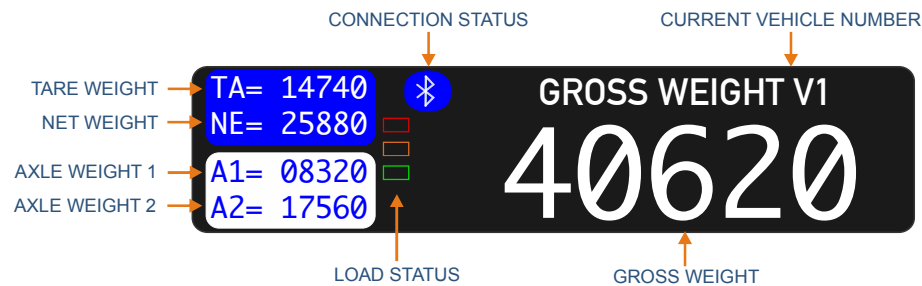 CONNECTION STATUS
CURRENT VEHICLE NUMBER
TARE WEIGHT
NET WEIGHT
AXLE WEIGHT 1
AXLE WEIGHT 2
TA= 14740
NE= 25880
A1= 08320
A2= 17560
GROSS WEIGHT V1
40620
LOAD STATUS
GROSS WEIGHT